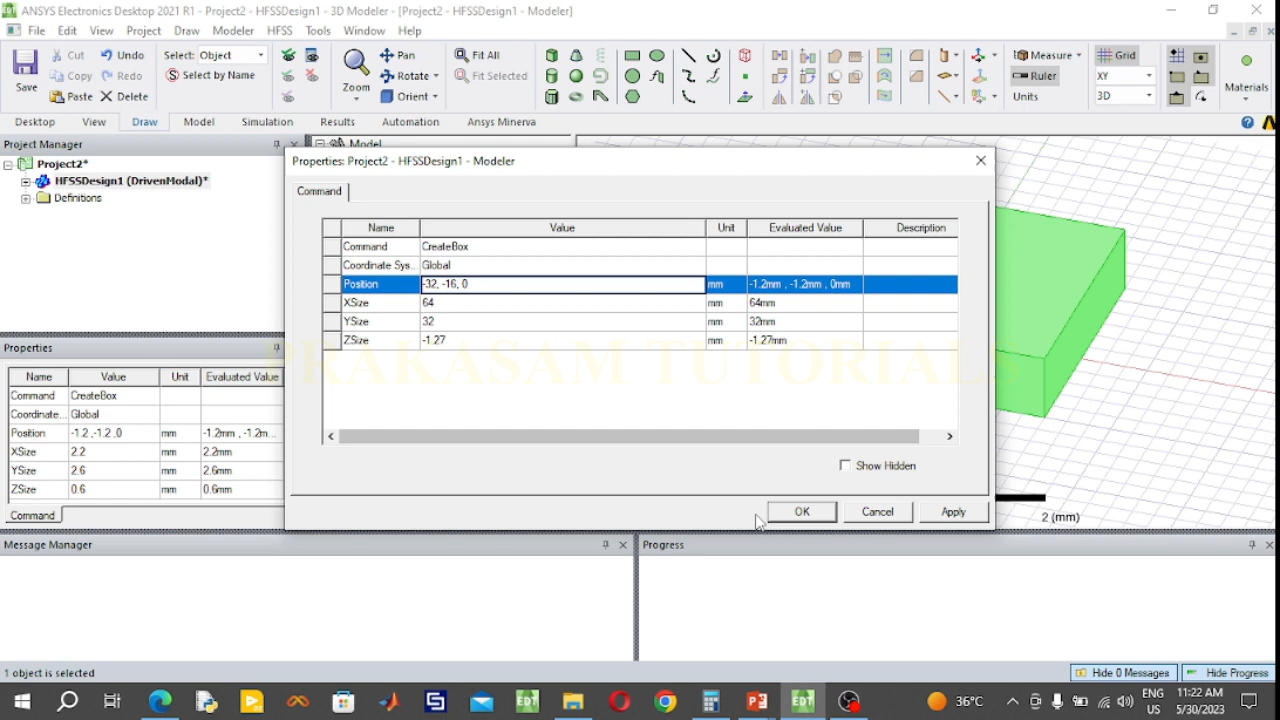 ANSYS Electronics Desktop 2021 R1 - Project2 - HFSSDesign1 - 3D Modeler - [Project2 - HFSSDesign1 - Modeler]
File Edit View Project Draw Modeler HFSS Tools Window Help
Save
Cut Undo
Copy Redo
Paste Delete
Select: Object
Select by Name
Zoom
Pan
Rotate
Orient
Fit All
Fit Selected
Measure
Ruler
Units
Grid
XY
3D
Materials
Desktop View Draw Model Simulation Results Automation Ansys Minerva
Project Manager
Project2*
HFSSDesign1 (DrivenModal)*
Definitions
Model
Properties: Project2 - HFSSDesign1 - Modeler
Command
Name Value Unit Evaluated Value Description
Command CreateBox
Coordinate Sys... Global
Position -32, -16, 0 mm -1.2mm , -1.2mm , 0mm
XSize 64 mm 64mm
YSize 32 mm 32mm
ZSize -1.27 mm -1.27mm
PRAKASAM TUTORIALS
Show Hidden
OK Cancel Apply
Properties
Name Value Unit Evaluated Value
Command CreateBox
Coordinate... Global
Position -1.2 ,-1.2 ,0 mm -1.2mm , -1.2m...
XSize 2.2 mm 2.2mm
YSize 2.6 mm 2.6mm
ZSize 0.6 mm 0.6mm
Command
2 (mm)
Message Manager
Progress
1 object is selected
Hide 0 Messages Hide Progress
36°C
ENG
US
11:22 AM
5/30/2023